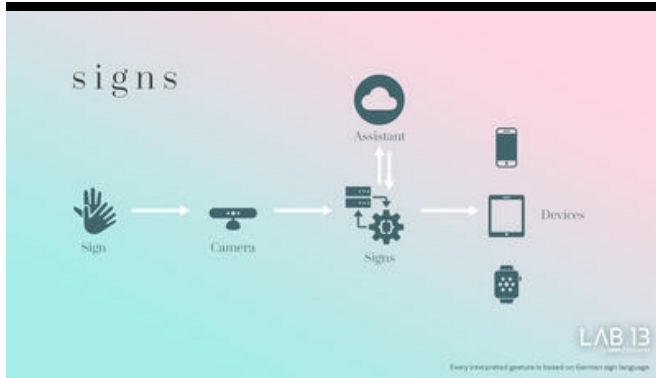 signs
Assistant
Sign
Camera
Signs
Devices
LAB 13
Every interpreted gesture is based on German sign language.